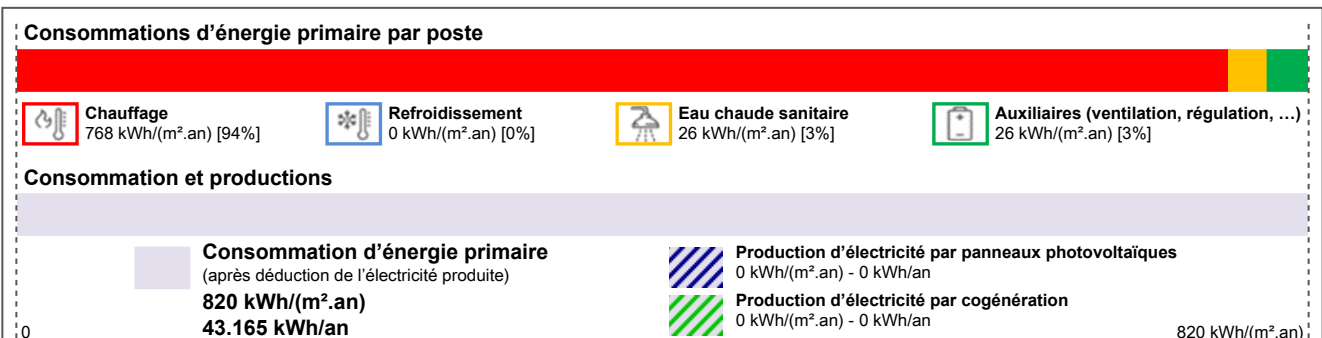 Consommations d’énergie primaire par poste
Chauffage
768 kWh/(m².an) [94%]
Refroidissement
0 kWh/(m².an) [0%]
Eau chaude sanitaire
26 kWh/(m².an) [3%]
Auxiliaires (ventilation, régulation, …)
26 kWh/(m².an) [3%]
Consommation et productions
Consommation d’énergie primaire
(après déduction de l’électricité produite)
820 kWh/(m².an)
43.165 kWh/an
Production d’électricité par panneaux photovoltaïques
0 kWh/(m².an) - 0 kWh/an
Production d’électricité par cogénération
0 kWh/(m².an) - 0 kWh/an
0
820 kWh/(m².an)